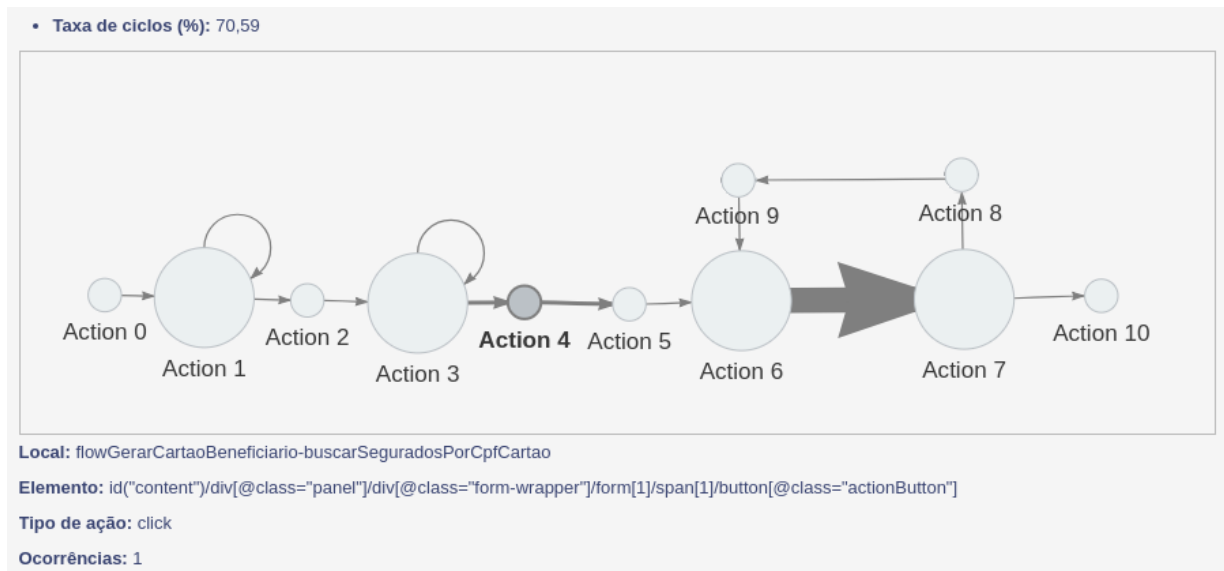 • Taxa de ciclos (%): 70,59
Action 9
Action 8
Action 0
Action 2
Action 4
Action 5
Action 10
Action 1
Action 3
Action 6
Action 7
Local: flowGerarCartaoBeneficiario-buscarSeguradosPorCpfCartao
Elemento: id("content")/div[@class="panel"]/div[@class="form-wrapper"]/form[1]/span[1]/button[@class="actionButton"]
Tipo de ação: click
Ocorrências: 1